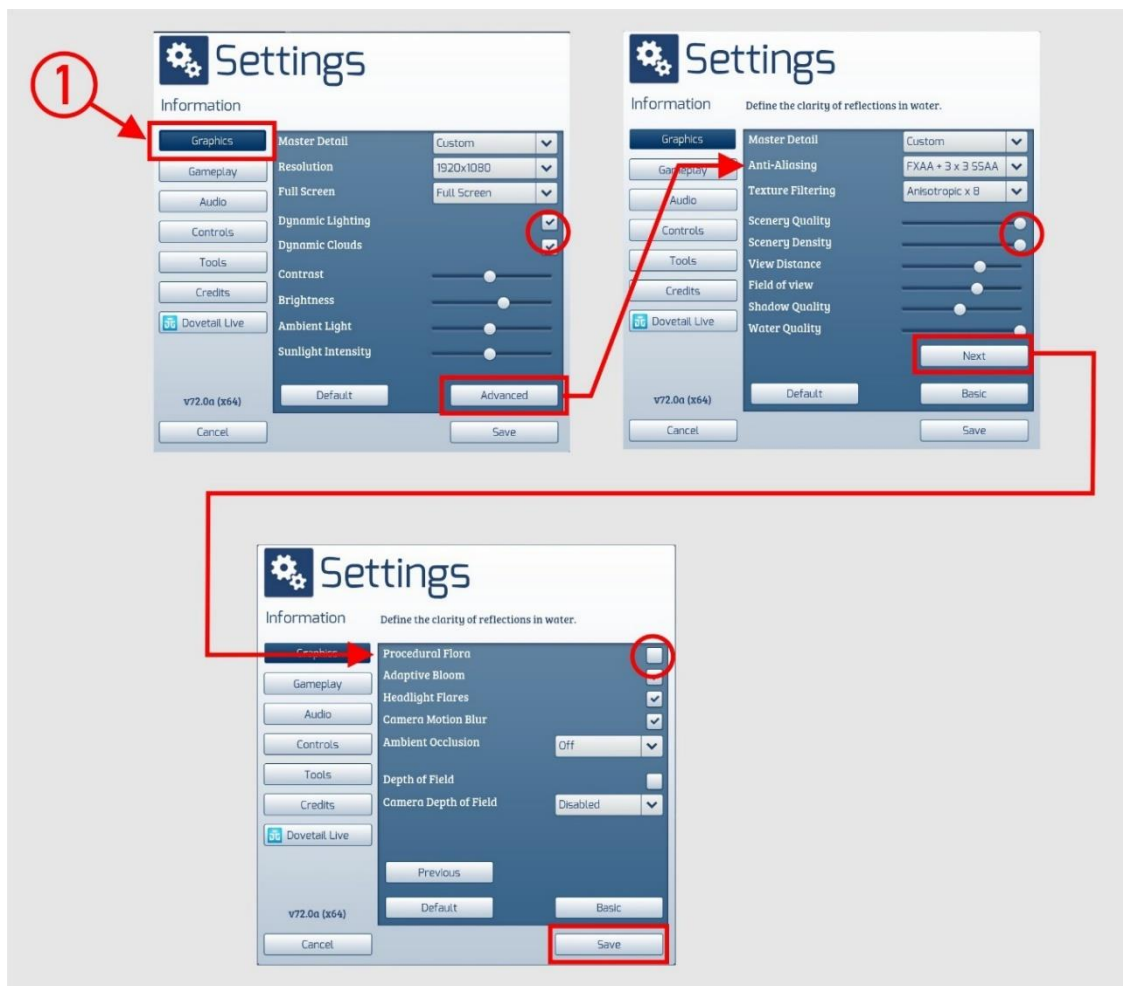 1
Settings
Information
Graphics
Gameplay
Audio
Controls
Tools
Credits
Dovetail Live
v72.0a (x64)
Cancel
Master Detail Custom
Resolution 1920x1080
Full Screen Full Screen
Dynamic Lighting
Dynamic Clouds
Contrast
Brightness
Ambient Light
Sunlight Intensity
Default Advanced
Save
Settings
Information Define the clarity of reflections in water.
Graphics
Gameplay
Audio
Controls
Tools
Credits
Dovetail Live
v72.0a (x64)
Cancel
Master Detail Custom
Anti-Aliasing FXAA + 3 x 3 SSAA
Texture Filtering Anisotropic x 8
Scenery Quality
Scenery Density
View Distance
Field of view
Shadow Quality
Water Quality
Next
Default Basic
Save
Settings
Information Define the clarity of reflections in water.
Graphics
Gameplay
Audio
Controls
Tools
Credits
Dovetail Live
v72.0a (x64)
Cancel
Procedural Flora
Adaptive Bloom
Headlight Flares
Camera Motion Blur
Ambient Occlusion Off
Depth of Field
Camera Depth of Field Disabled
Previous
Default Basic
Save